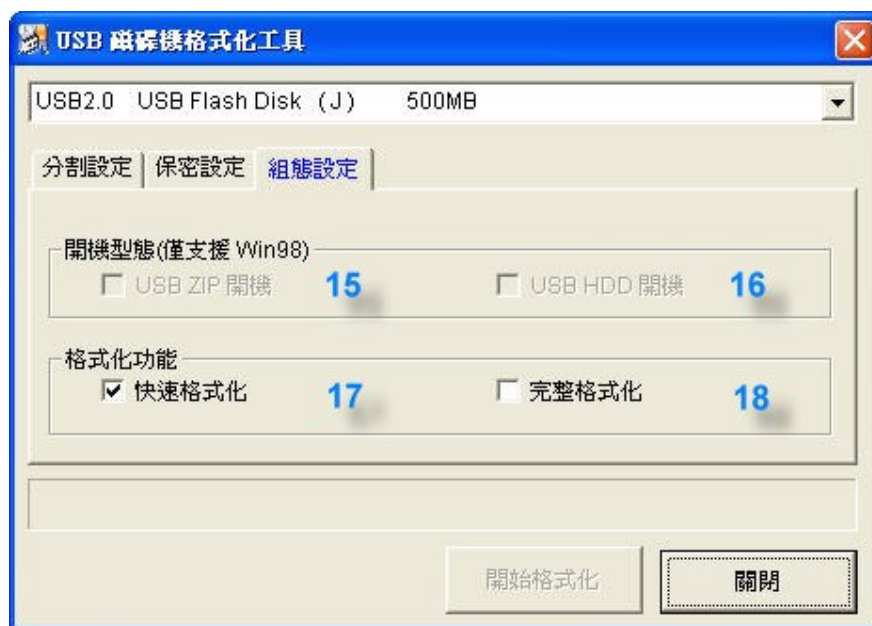 USB 磁碟機格式化工具
USB2.0 USB Flash Disk (J) 500MB
分割設定 保密設定 組態設定
開機型態(僅支援 Win98)
USB ZIP 開機 15 USB HDD 開機 16
格式化功能
快速格式化 17 完整格式化 18
開始格式化 關閉